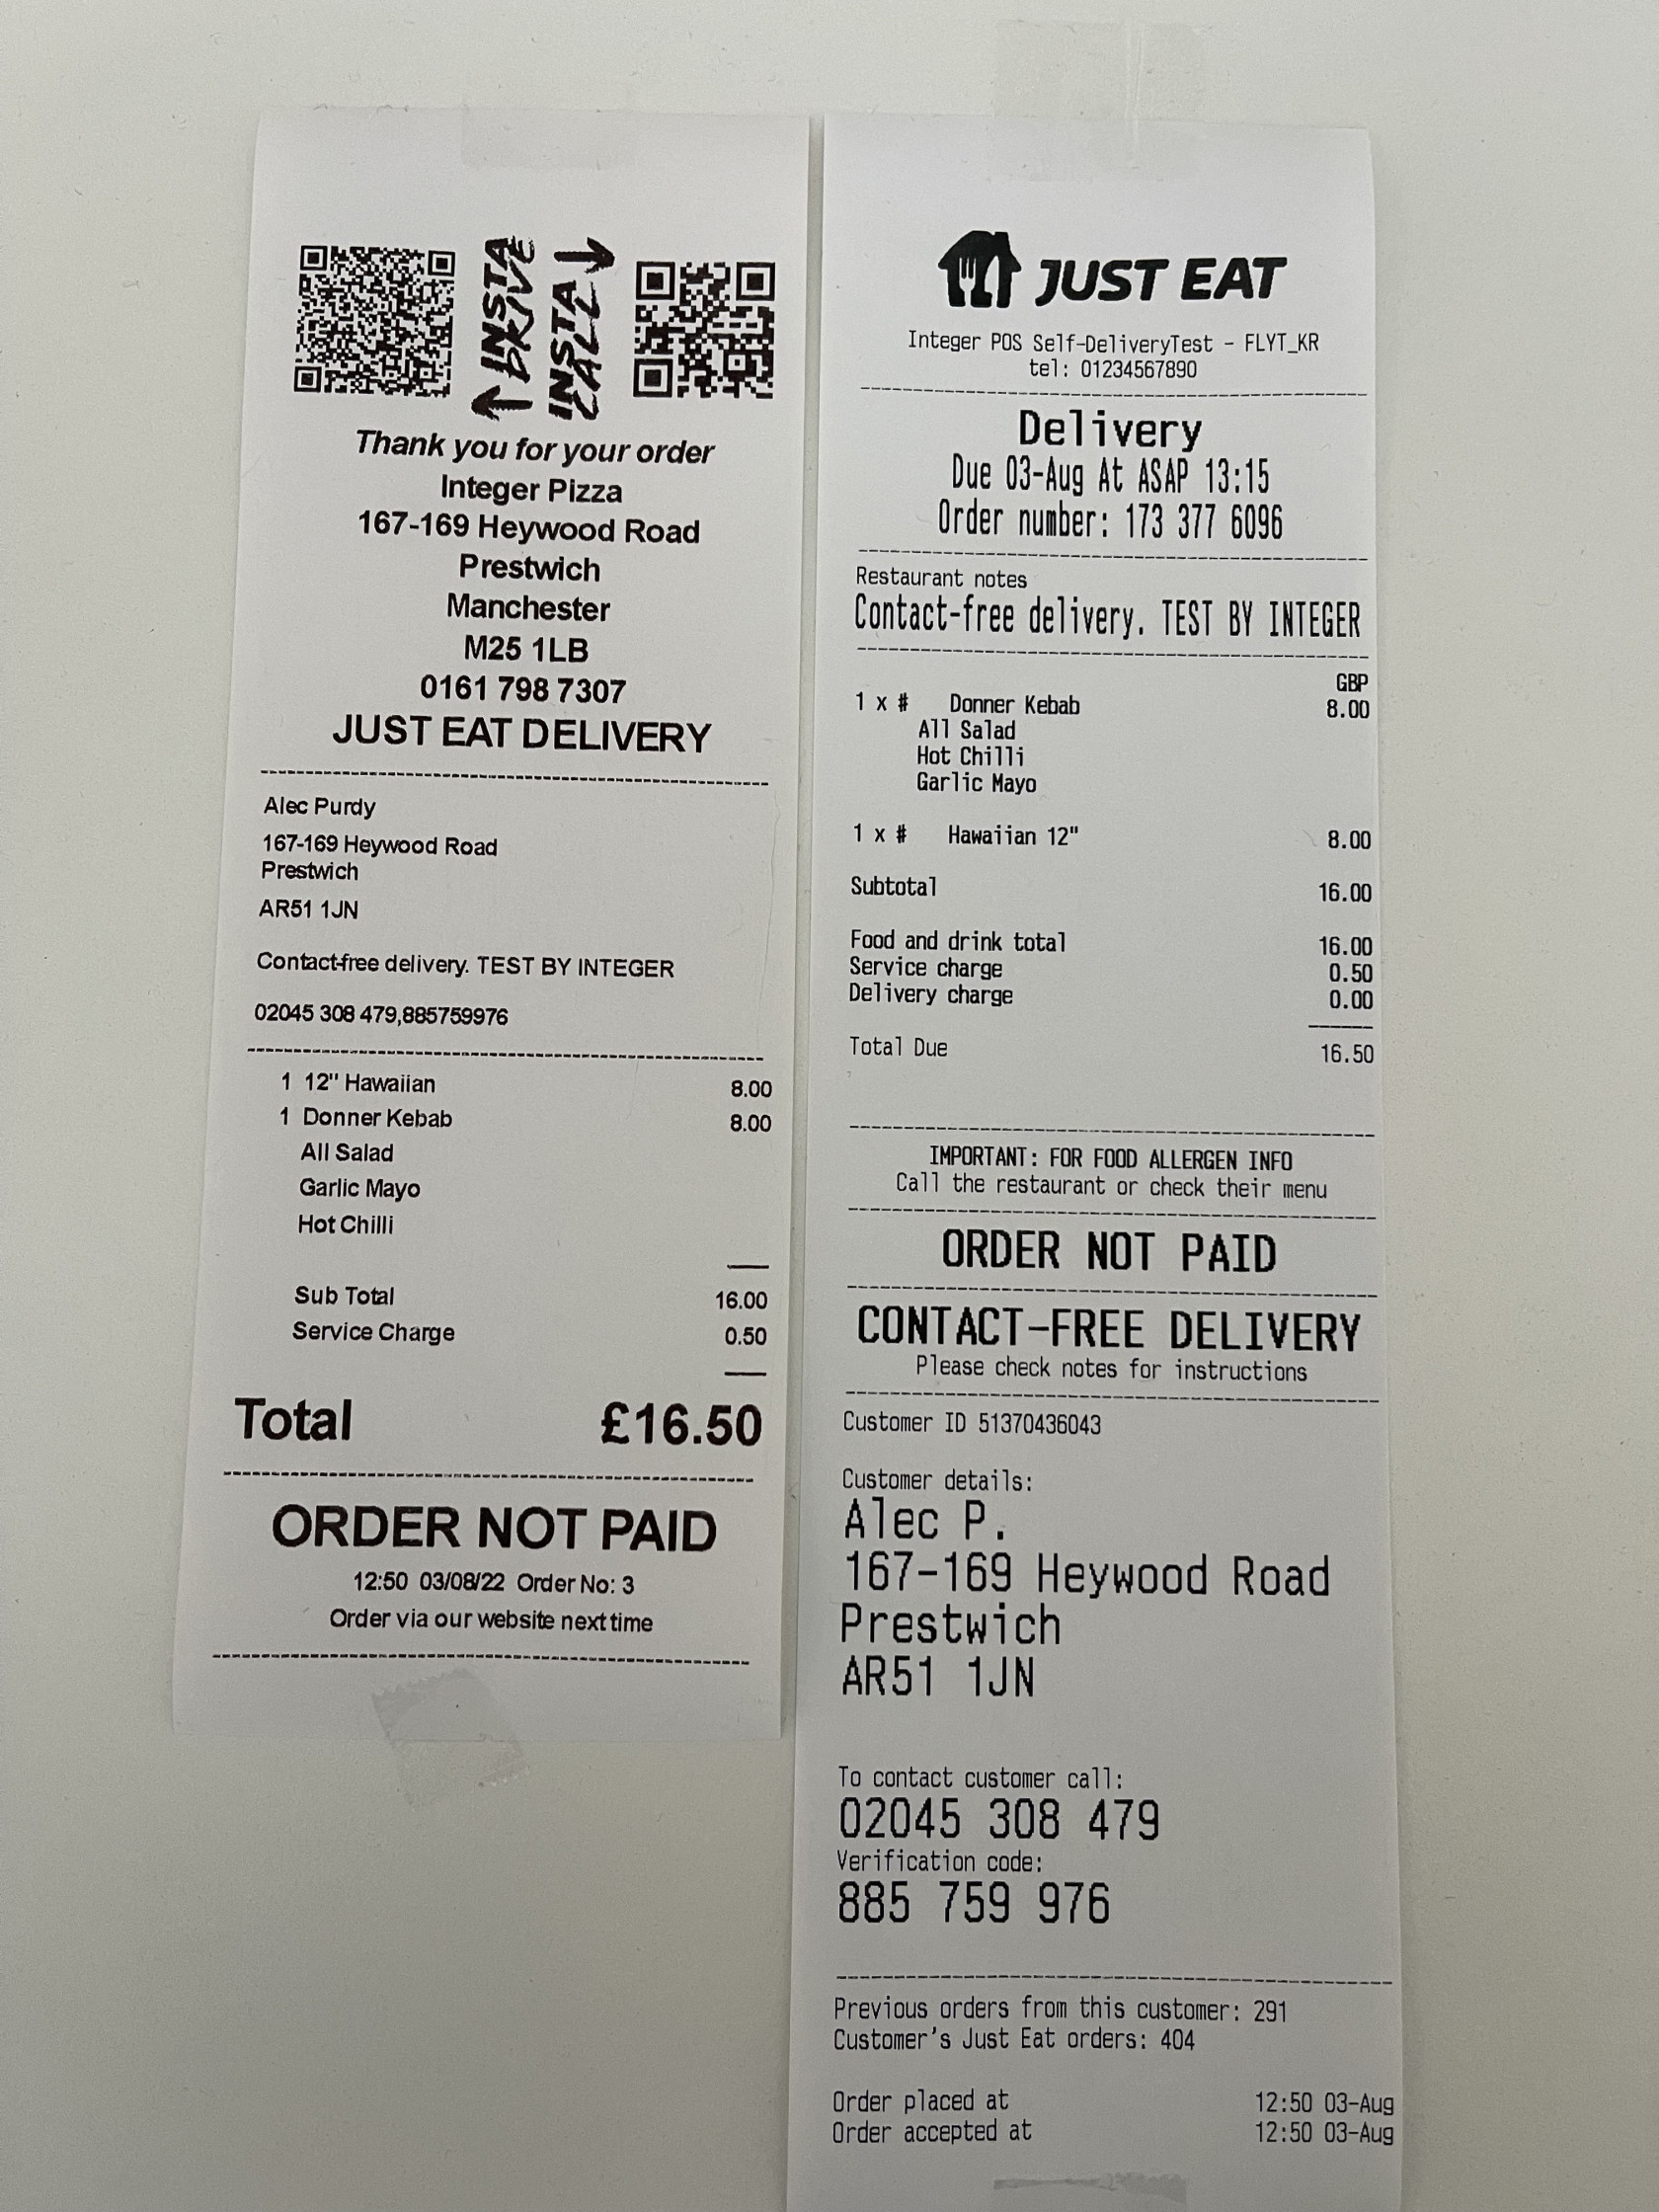 INSTA
DRIVE
INSTA
CALL
Thank you for your order
Integer Pizza
167-169 Heywood Road
Prestwich
Manchester
M25 1LB
0161 798 7307
JUST EAT DELIVERY
Alec Purdy
167-169 Heywood Road
Prestwich
AR51 1JN
Contact-free delivery. TEST BY INTEGER
02045 308 479,885759976
1 12" Hawaiian 8.00
1 Donner Kebab 8.00
All Salad
Garlic Mayo
Hot Chilli
Sub Total 16.00
Service Charge 0.50
Total £16.50
ORDER NOT PAID
12:50 03/08/22 Order No: 3
Order via our website next time
JUST EAT
Integer POS Self-DeliveryTest - FLYT_KR
tel: 01234567890
Delivery
Due 03-Aug At ASAP 13:15
Order number: 173 377 6096
Restaurant notes
Contact-free delivery. TEST BY INTEGER
GBP
1 x # Donner Kebab 8.00
All Salad
Hot Chilli
Garlic Mayo
1 x # Hawaiian 12" 8.00
Subtotal 16.00
Food and drink total 16.00
Service charge 0.50
Delivery charge 0.00
Total Due 16.50
IMPORTANT: FOR FOOD ALLERGEN INFO
Call the restaurant or check their menu
ORDER NOT PAID
CONTACT-FREE DELIVERY
Please check notes for instructions
Customer ID 51370436043
Customer details:
Alec P.
167-169 Heywood Road
Prestwich
AR51 1JN
To contact customer call:
02045 308 479
Verification code:
885 759 976
Previous orders from this customer: 291
Customer's Just Eat orders: 404
Order placed at 12:50 03-Aug
Order accepted at 12:50 03-Aug